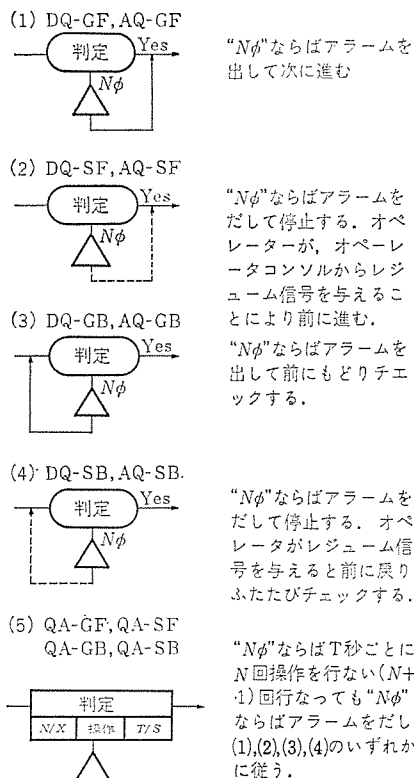 (1) DQ-GF, AQ-GF
判定
Yes
Nφ
“Nφ”ならばアラームを
出して次に進む
(2) DQ-SF, AQ-SF
判定
Yes
Nφ
“Nφ”ならばアラームを
だして停止する．オペ
レーターが，オペーレ
ータコンソルからレジ
ューム信号を与えるこ
とにより前に進む．
(3) DQ-GB, AQ-GB
判定
Yes
Nφ
“Nφ”ならばアラームを
出して前にもどりチエ
ックする．
(4) DQ-SB, AQ-SB.
判定
Yes
Nφ
“Nφ”ならばアラームを
だして停止する．オペ
レータがレジューム信
号を与えると前に戻り
ふたたびチェックする．
(5) QA-GF, QA-SF
QA-GB, QA-SB
判定
N/X 操作 T/S
“Nφ”ならばT秒ごとに
N回操作を行ない(N+
1)回行なっても“Nφ”
ならばアラームをだし
(1),(2),(3),(4)のいずれか
に従う．